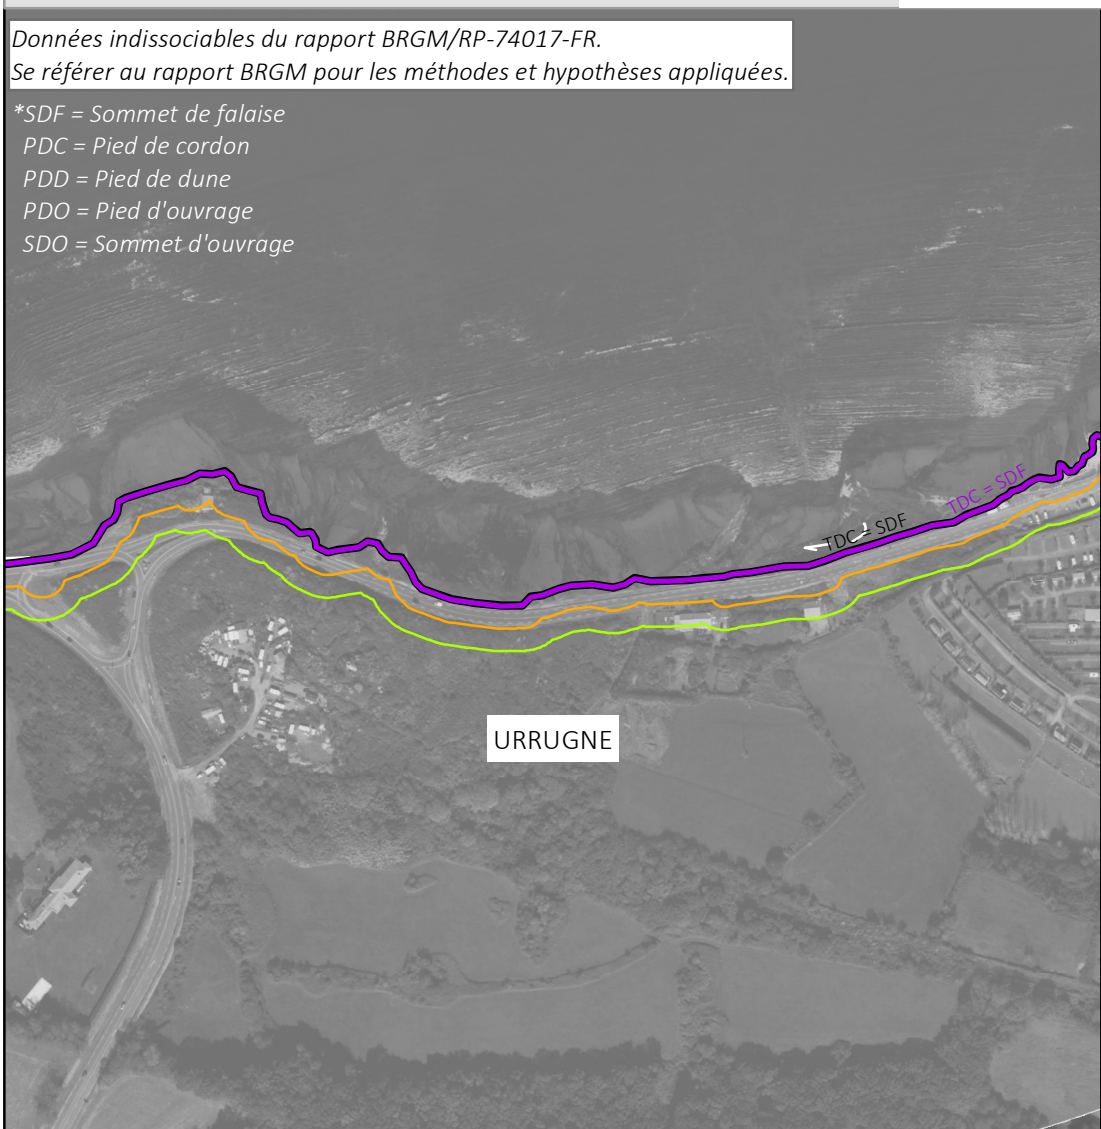 Données indissociables du rapport BRGM/RP-74017-FR.
Se référer au rapport BRGM pour les méthodes et hypothèses appliquées.
*SDF = Sommet de falaise
PDC = Pied de cordon
PDD = Pied de dune
PDO = Pied d'ouvrage
SDO = Sommet d'ouvrage
TDC = SDF
TDC = SDF
URRUGNE